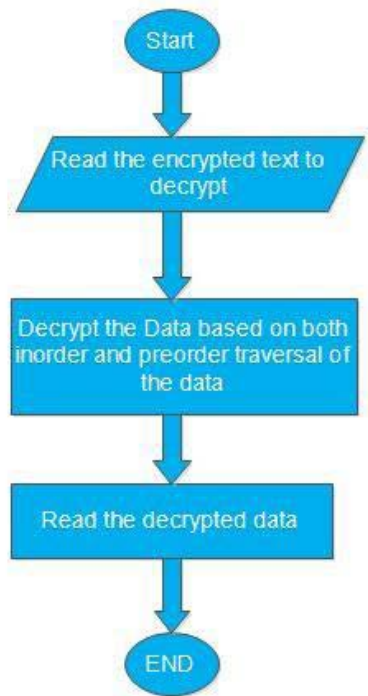 Start
Read the encrypted text to
decrypt
Decrypt the Data based on both
inorder and preorder traversal of
the data
Read the decrypted data
END